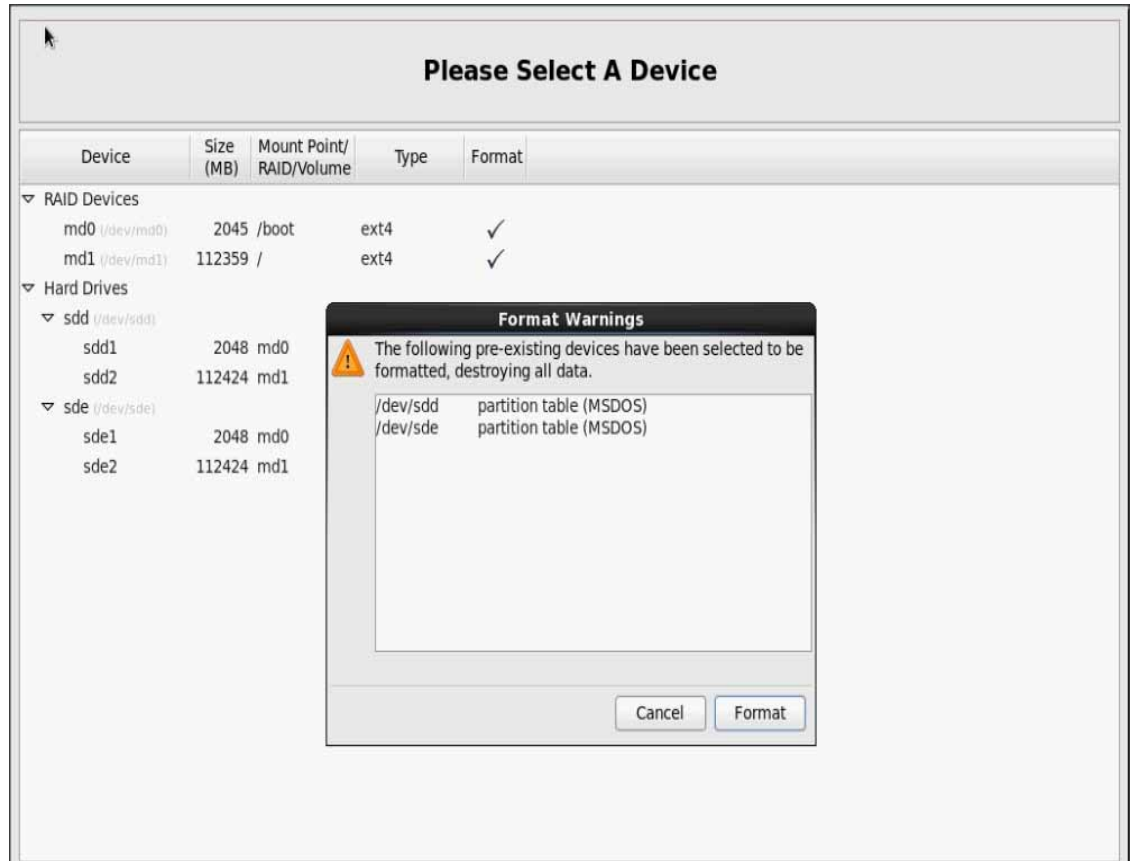 Please Select A Device
Device Size (MB) Mount Point/ RAID/Volume Type Format
RAID Devices
md0 (/dev/md0) 2045 /boot ext4 ✓
md1 (/dev/md1) 112359 / ext4 ✓
Hard Drives
sdd (/dev/sdd)
sdd1 2048 md0
sdd2 112424 md1
sde (/dev/sde)
sde1 2048 md0
sde2 112424 md1
Format Warnings
The following pre-existing devices have been selected to be
formatted, destroying all data.
/dev/sdd partition table (MSDOS)
/dev/sde partition table (MSDOS)
Cancel Format